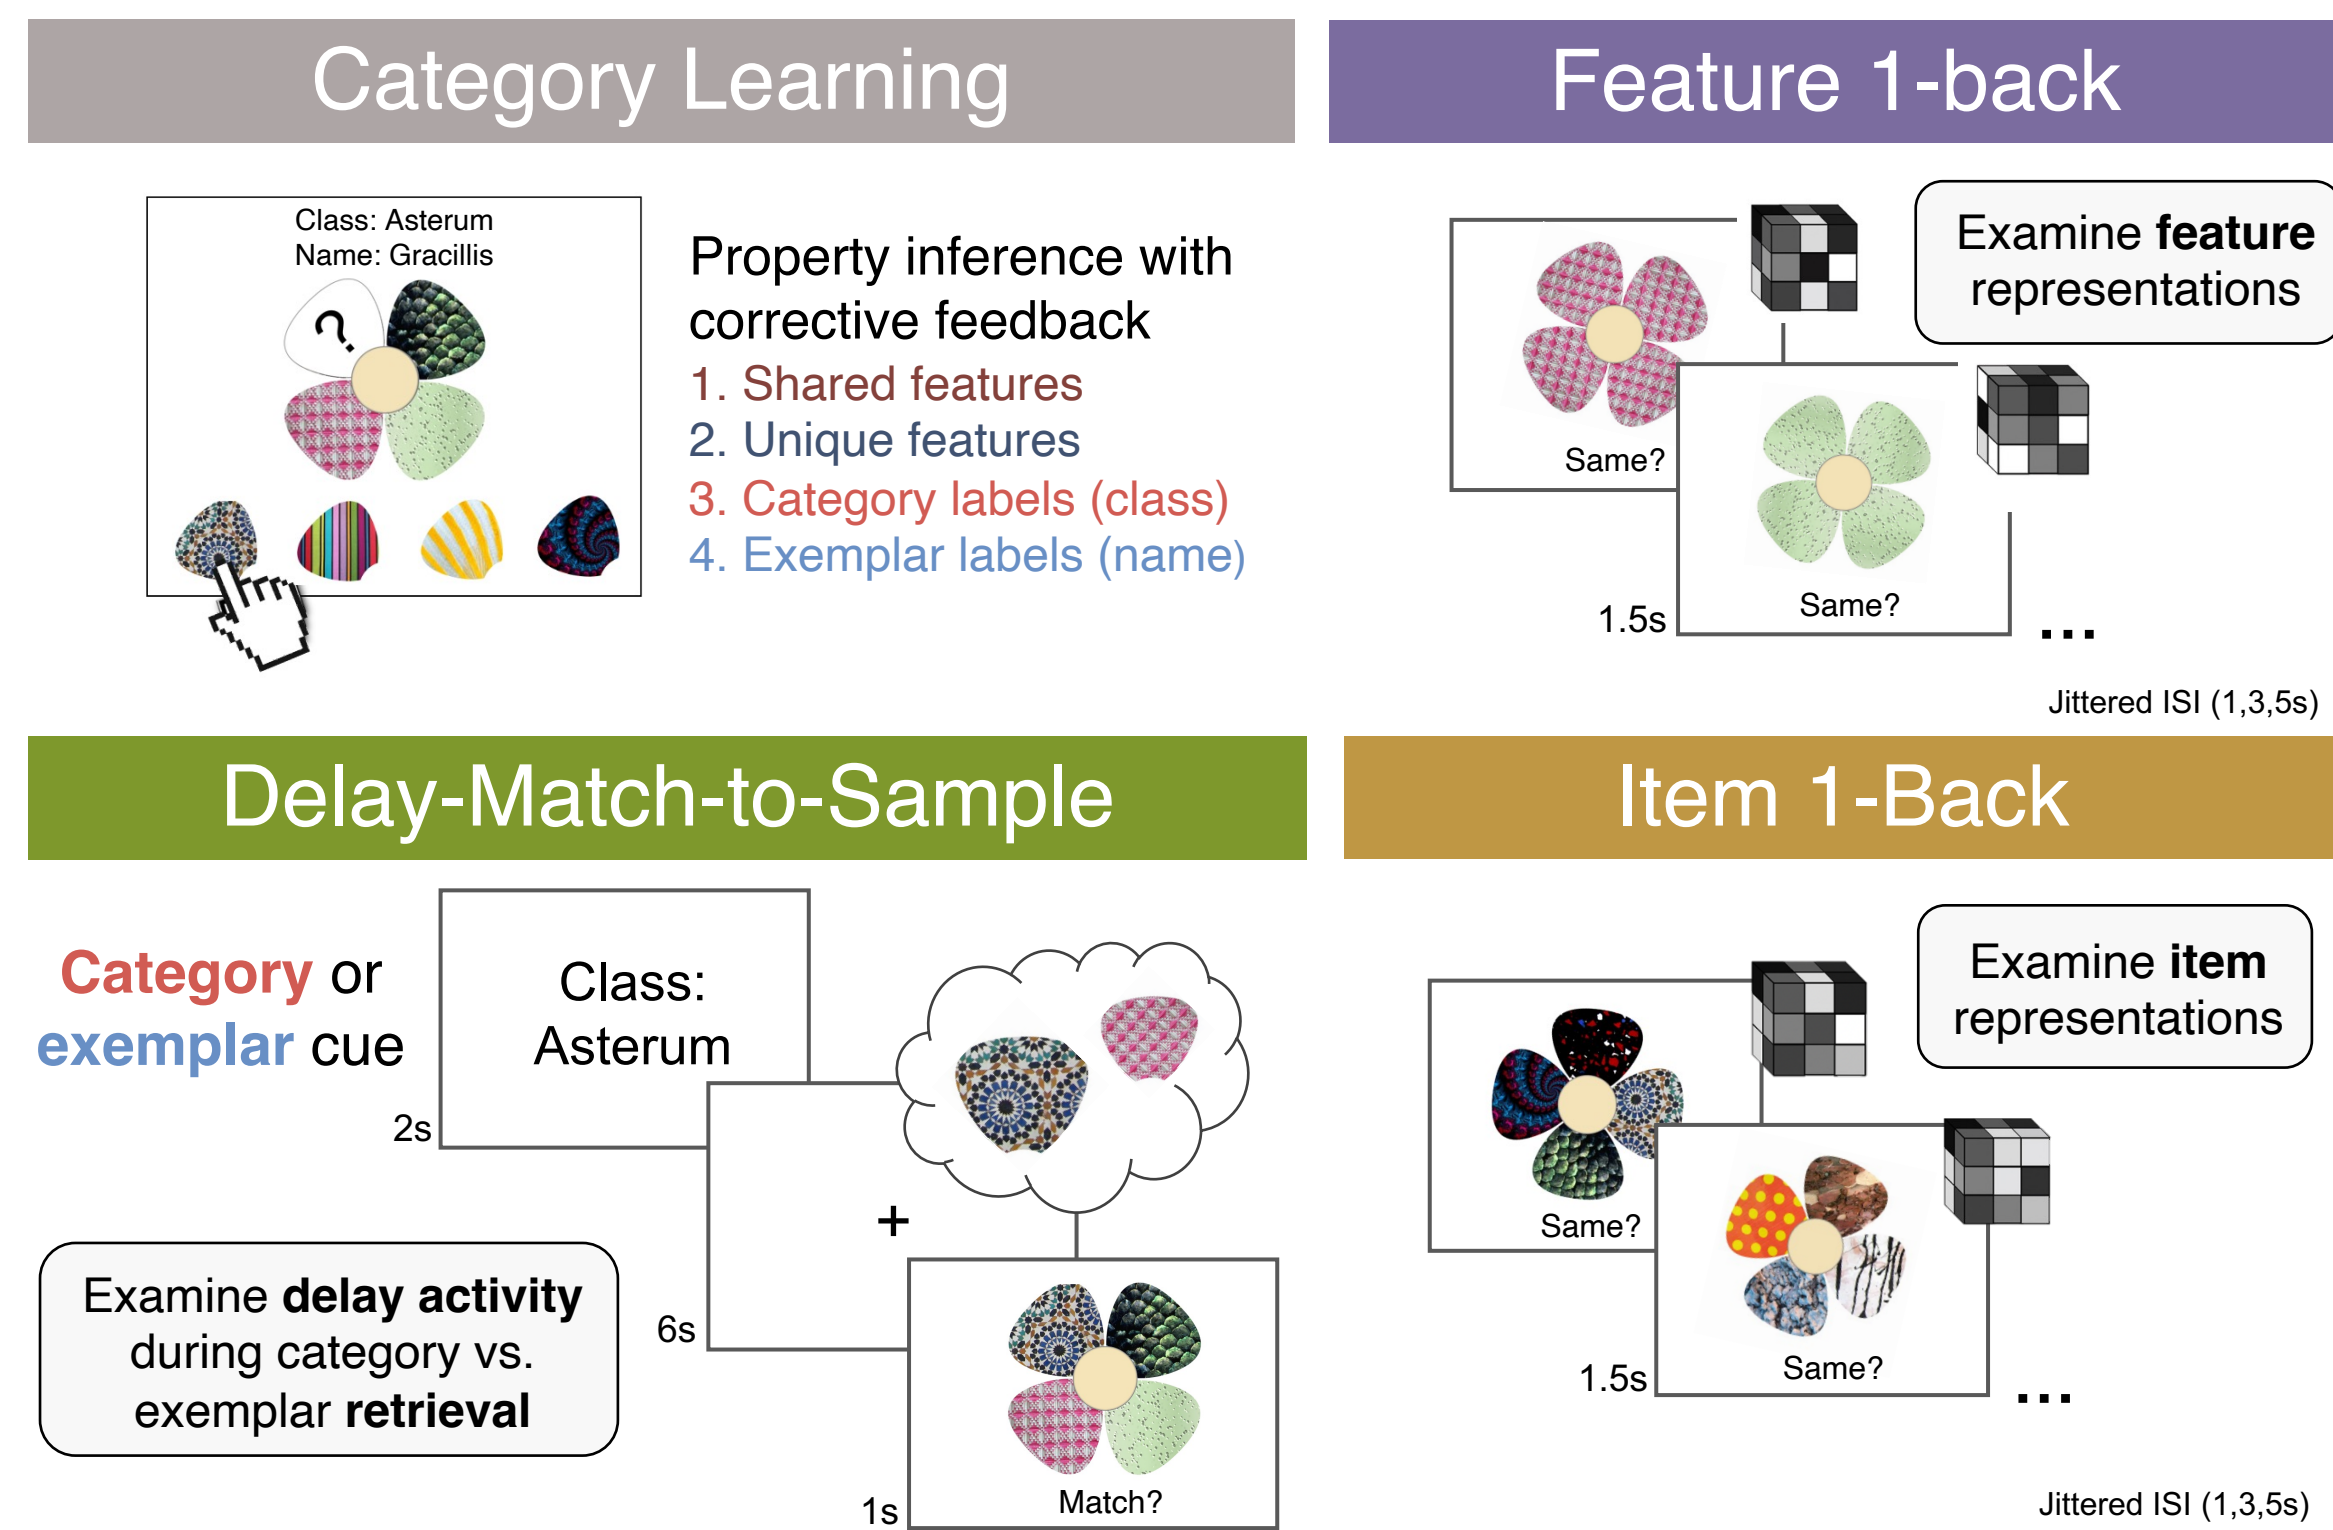 Category Learning
Class: Asterum
Name: Gracillis
?
Property inference with
corrective feedback
1. Shared features
2. Unique features
3. Category labels (class)
4. Exemplar labels (name)
Feature 1-back
Examine feature
representations
Same?
Same?
1.5s
...
Jittered ISI (1,3,5s)
Delay-Match-to-Sample
Category or
exemplar cue
Class:
Asterum
2s
+
6s
Examine delay activity
during category vs.
exemplar retrieval
Match?
1s
Item 1-Back
Examine item
representations
Same?
Same?
1.5s
...
Jittered ISI (1,3,5s)